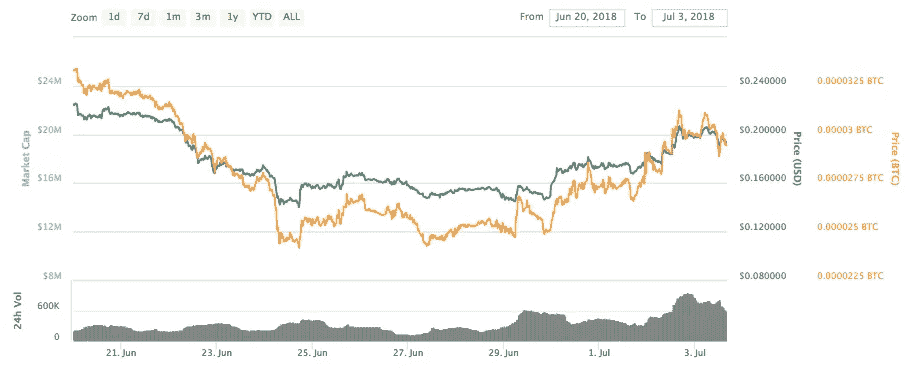 Zoom 1d 7d 1m 3m 1y YTD ALL From Jun 20, 2018 To Jul 3, 2018
$24M $0.240000 0.0000325 BTC
$20M $0.200000 0.00003 BTC
$16M $0.160000 0.0000275 BTC
$12M $0.120000 0.000025 BTC
$8M $0.080000 0.0000225 BTC
Market Cap
Price (USD)
Price (BTC)
24h Vol
600K
0
21. Jun 23. Jun 25. Jun 27. Jun 29. Jun 1. Jul 3. Jul